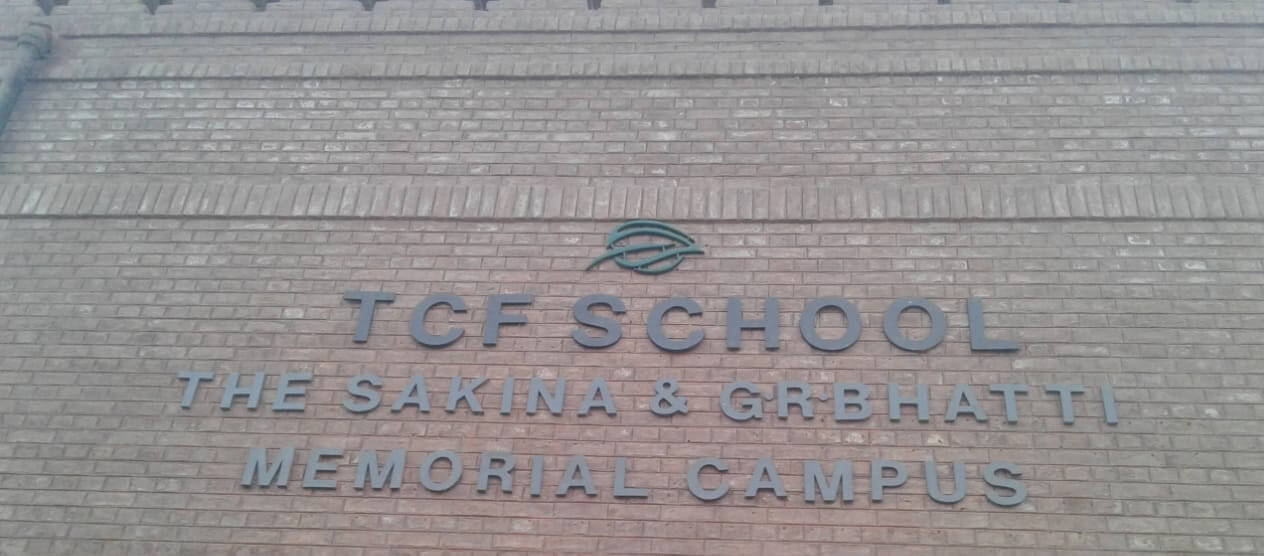 TCF SCHOOL
THE SAKINA & G.R.BHATTI
MEMORIAL CAMPUS